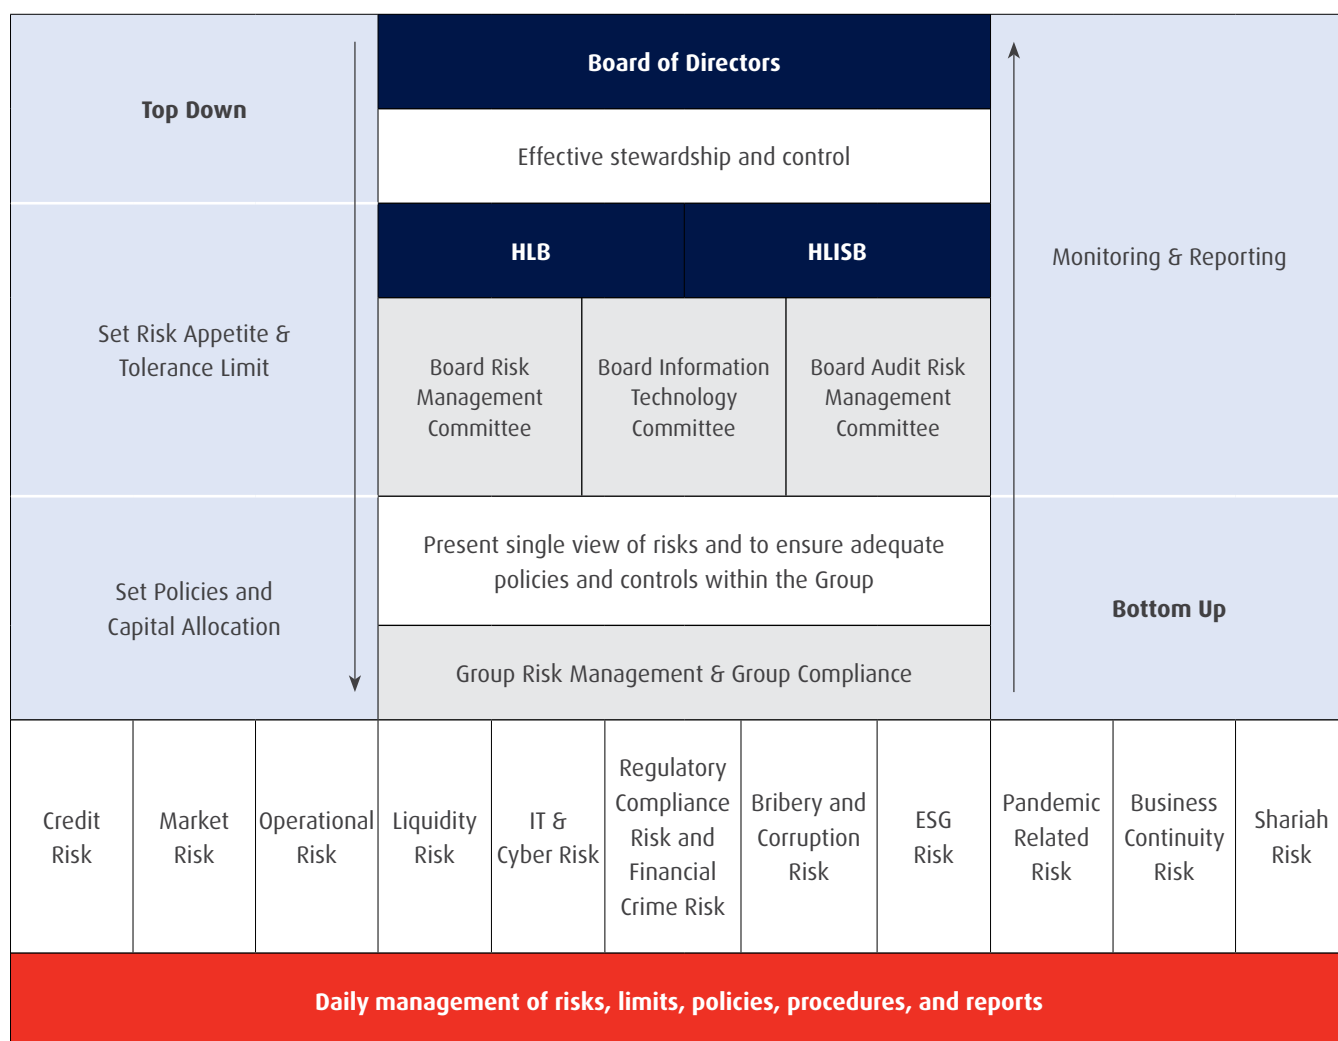 Board of Directors
Top Down
Effective stewardship and control
HLB
HLISB
Monitoring & Reporting
Set Risk Appetite &
Tolerance Limit
Board Risk
Management
Committee
Board Information
Technology
Committee
Board Audit Risk
Management
Committee
Present single view of risks and to ensure adequate
policies and controls within the Group
Set Policies and
Capital Allocation
Bottom Up
Group Risk Management & Group Compliance
Credit
Risk
Market
Risk
Operational
Risk
Liquidity
Risk
IT &
Cyber Risk
Regulatory
Compliance
Risk and
Financial
Crime Risk
Bribery and
Corruption
Risk
ESG
Risk
Pandemic
Related
Risk
Business
Continuity
Risk
Shariah
Risk
Daily management of risks, limits, policies, procedures, and reports